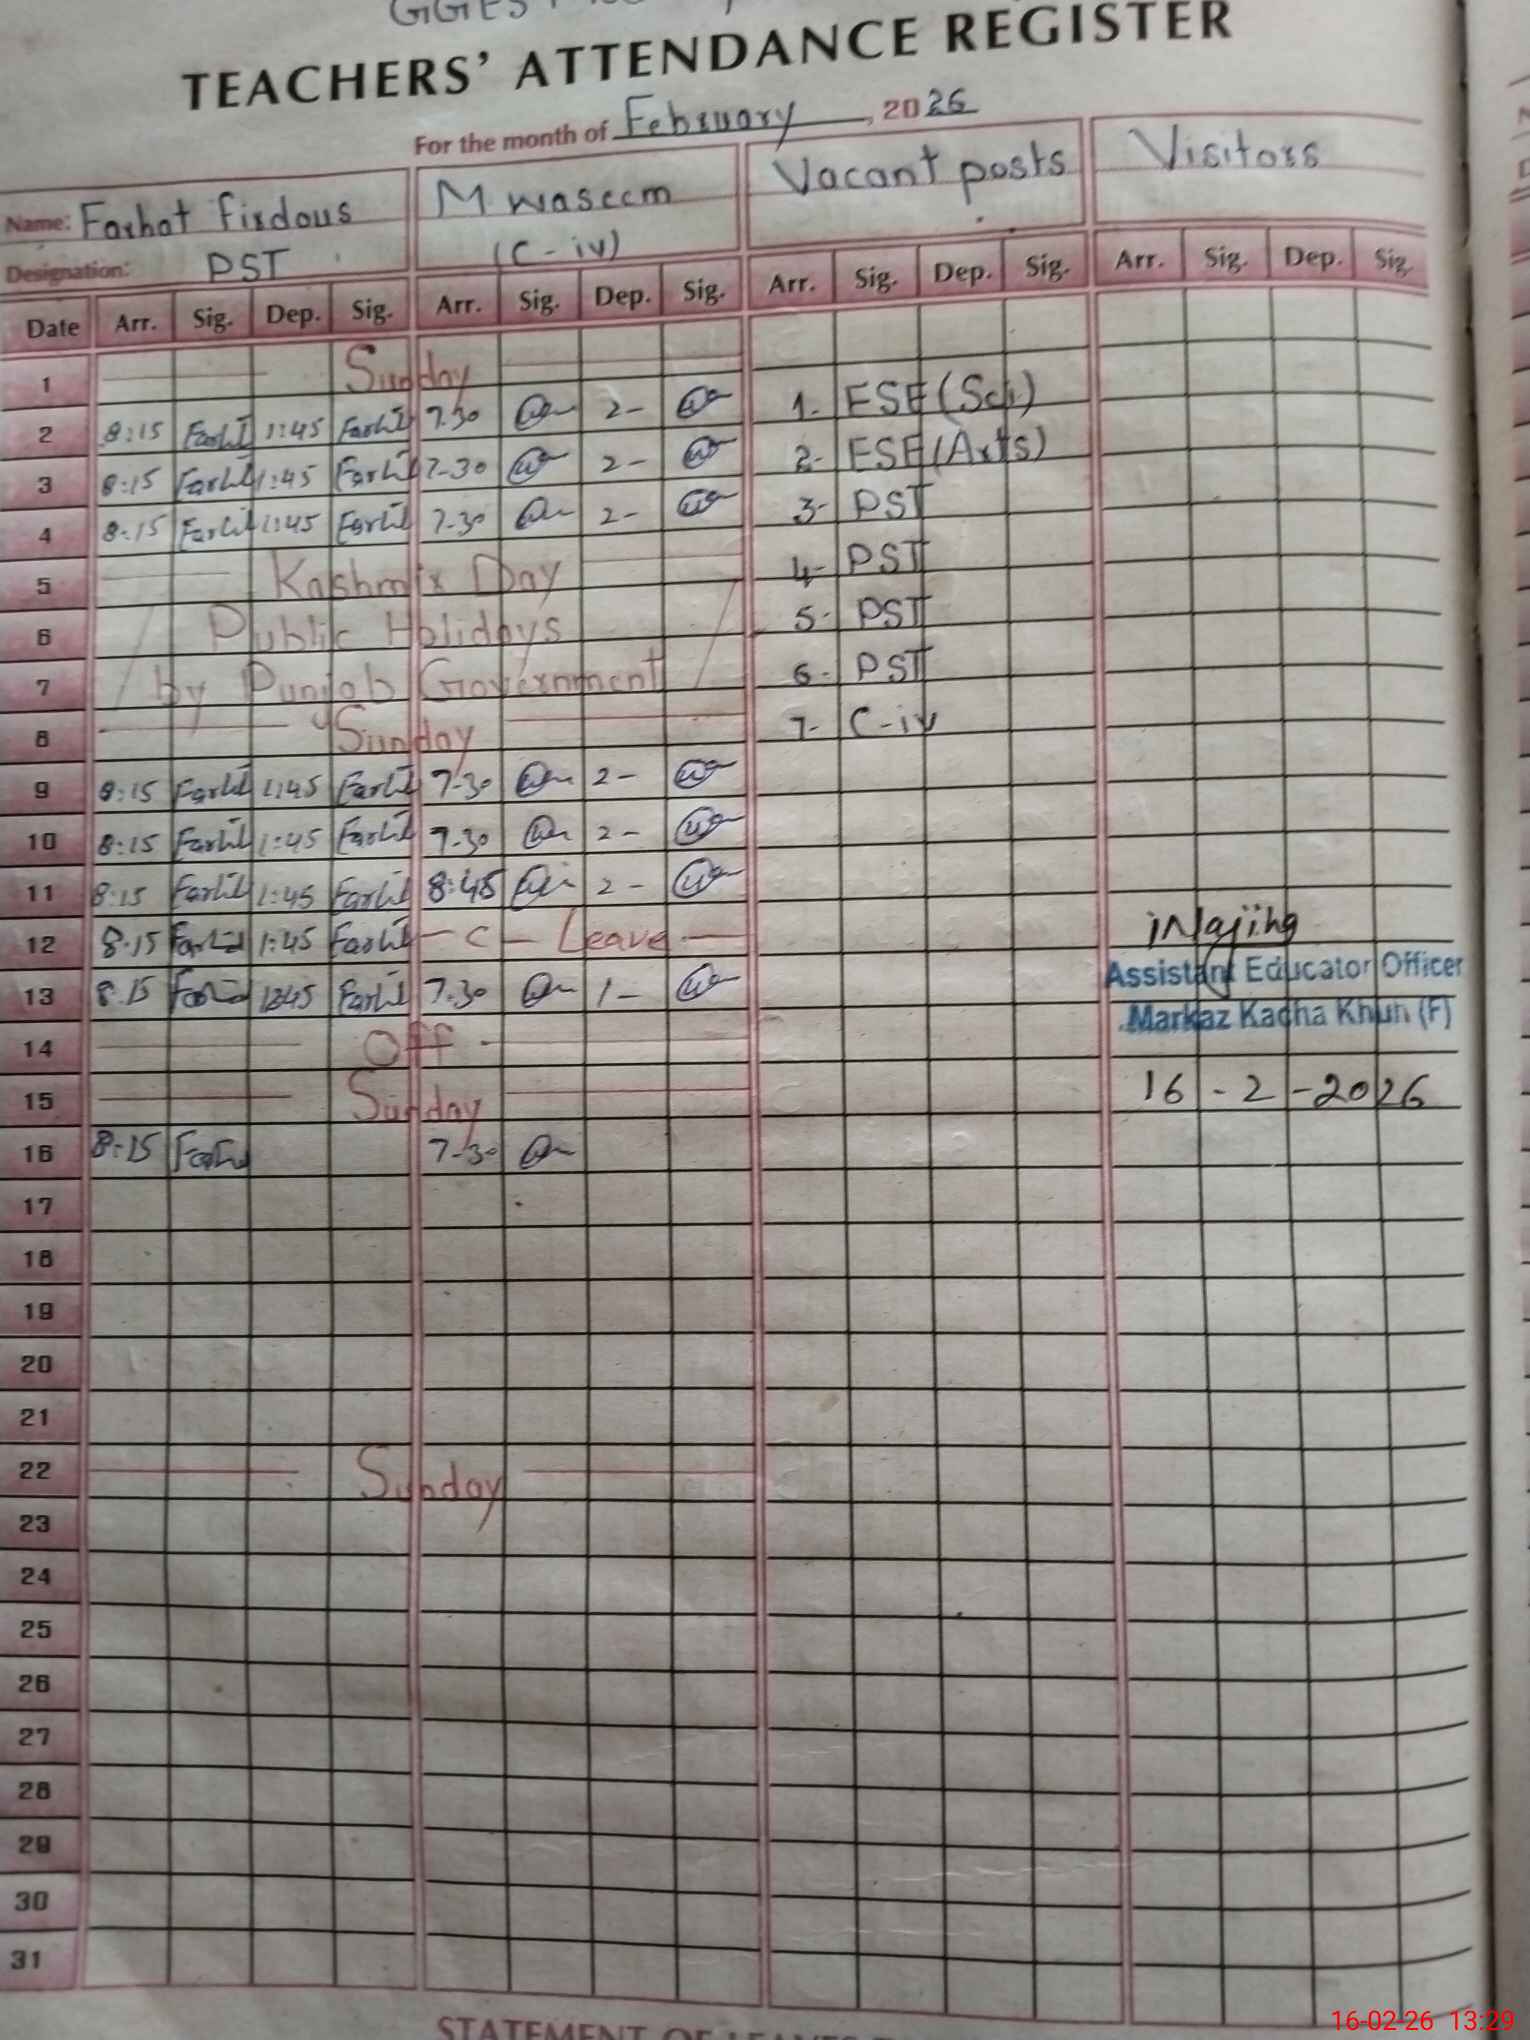 TEACHERS' ATTENDANCE REGISTER
For the month of February, 2026
Name: Farhat firdous M waseem Vacant posts Visitors
Designation: PST (C-iv)
Date Arr. Sig. Dep. Sig. Arr. Sig. Dep. Sig. Arr. Sig. Dep. Sig. Arr. Sig. Dep. Sig.
1 Sunday
2 8:15 1:45 7.30 2- 1- ESE (Sci)
3 8:15 1:45 7-30 2- 2- ESE (Arts)
4 8:15 1:45 7-30 2- 3- PST
5 Kashmir Day 4- PST
6 Public Holidays 5- PST
7 by Punjab Government 6- PST
8 Sunday 7- C-iv
9 8:15 1:45 7-30 2-
10 8:15 1:45 7-30 2-
11 8:15 1:45 8:45 2-
12 8-15 1:45 C - Leave
13 8.15 7.30 1- Assistant Educator Officer
Markaz Kacha Khuh (F)
14 Off
15 Sunday 16-2-2026
16 8:15 7-30
17
18
19
20
21
22 Sunday
23
24
25
26
27
28
29
30
31
16-02-26 13:29